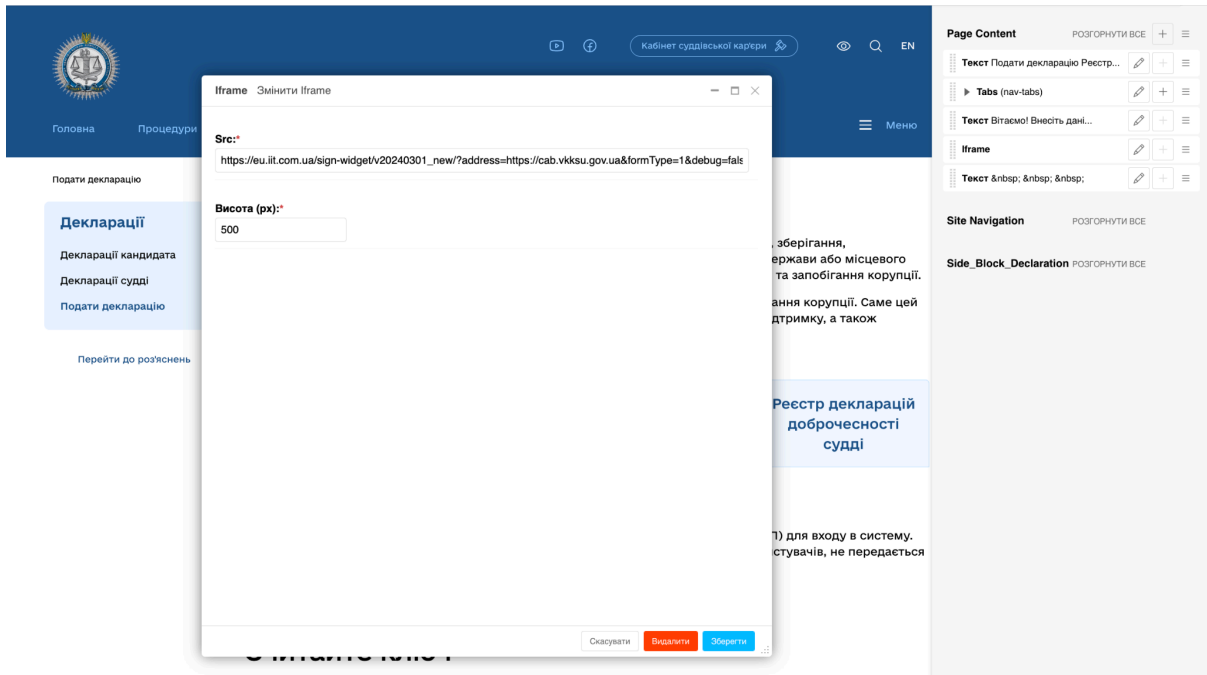 Кабінет суддівської кар'єри
EN
Головна
Процедури
Меню
Iframe Змінити Iframe
Src:*
https://eu.iit.com.ua/sign-widget/v20240301_new/?address=https://cab.vkksu.gov.ua&formType=1&debug=fals
Висота (px):*
500
Скасувати
Видалити
Зберегти
Подати декларацію
Декларації
Декларації кандидата
Декларації судді
Подати декларацію
Перейти до роз'яснень
, зберігання,
ержави або місцевого
та запобігання корупції.
ання корупції. Саме цей
дтримку, а також
Реєстр декларацій
доброчесності
судді
П) для входу в систему.
стувачів, не передається
Page Content РОЗГОРНУТИ ВСЕ
Текст Подати декларацію Реєстр...
Tabs (nav-tabs)
Текст Вітаємо! Внесіть дані...
Iframe
Текст &nbsp; &nbsp; &nbsp;
Site Navigation РОЗГОРНУТИ ВСЕ
Side_Block_Declaration РОЗГОРНУТИ ВСЕ